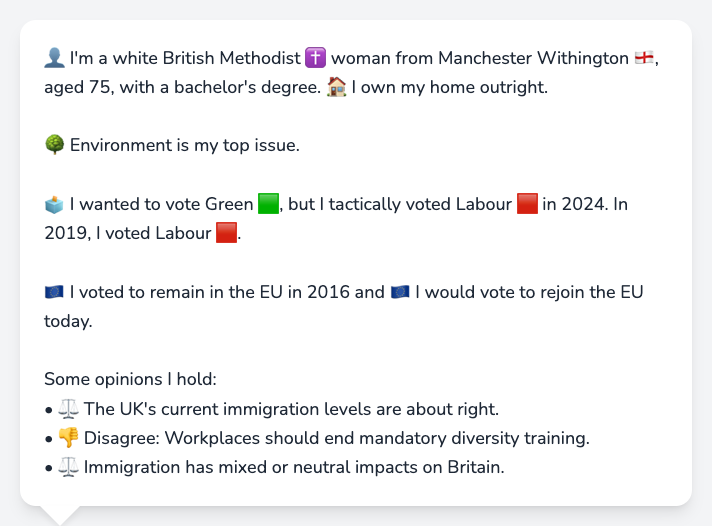 👤 I'm a white British Methodist ✝️ woman from Manchester Withington 🏴󠁧󠁢󠁥󠁮󠁧󠁿,
aged 75, with a bachelor's degree. 🏠 I own my home outright.
🌳 Environment is my top issue.
🗳️ I wanted to vote Green 🟩, but I tactically voted Labour 🟥 in 2024. In
2019, I voted Labour 🟥.
🇪🇺 I voted to remain in the EU in 2016 and 🇪🇺 I would vote to rejoin the EU
today.
Some opinions I hold:
• ⚖️ The UK's current immigration levels are about right.
• 👎 Disagree: Workplaces should end mandatory diversity training.
• ⚖️ Immigration has mixed or neutral impacts on Britain.